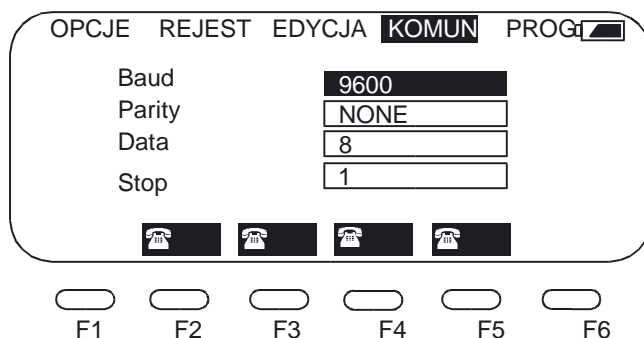 OPCJE REJEST EDYCJA KOMUN PROG
Baud 9600
Parity NONE
Data 8
Stop 1
F1 F2 F3 F4 F5 F6